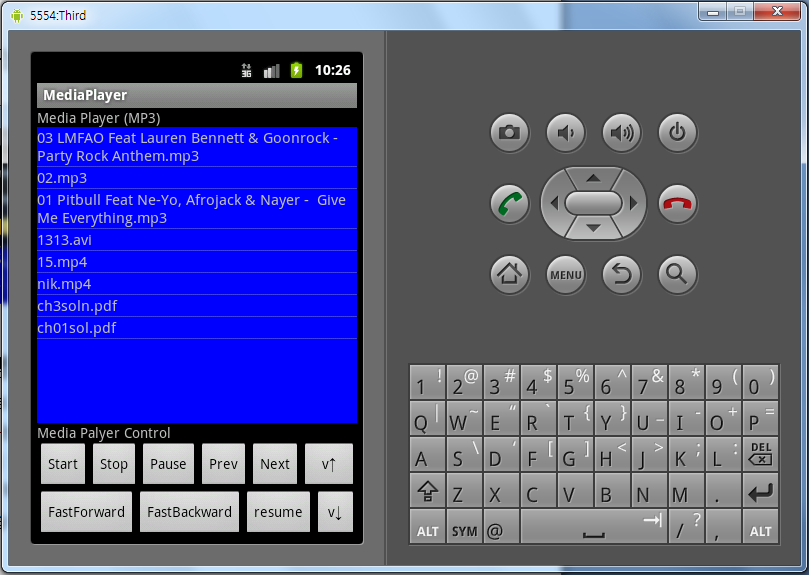 5554:Third
3G 10:26
MediaPlayer
Media Player (MP3)
03 LMFAO Feat Lauren Bennett & Goonrock -
Party Rock Anthem.mp3
02.mp3
01 Pitbull Feat Ne-Yo, Afrojack & Nayer -  Give
Me Everything.mp3
1313.avi
15.mp4
nik.mp4
ch3soln.pdf
ch01sol.pdf
Media Palyer Control
Start Stop Pause Prev Next v↑
FastForward FastBackward resume v↓
MENU
1 ! 2 @ 3 # 4 $ 5 % 6 ^ 7 & 8 * 9 ( 0 )
Q | W ~ E “ R ` T { Y } U _ I - O + P =
A S \ D ‘ F [ G ] H < J > K ; L : DEL
Z X C V B N M .
ALT SYM @ / ? , ALT